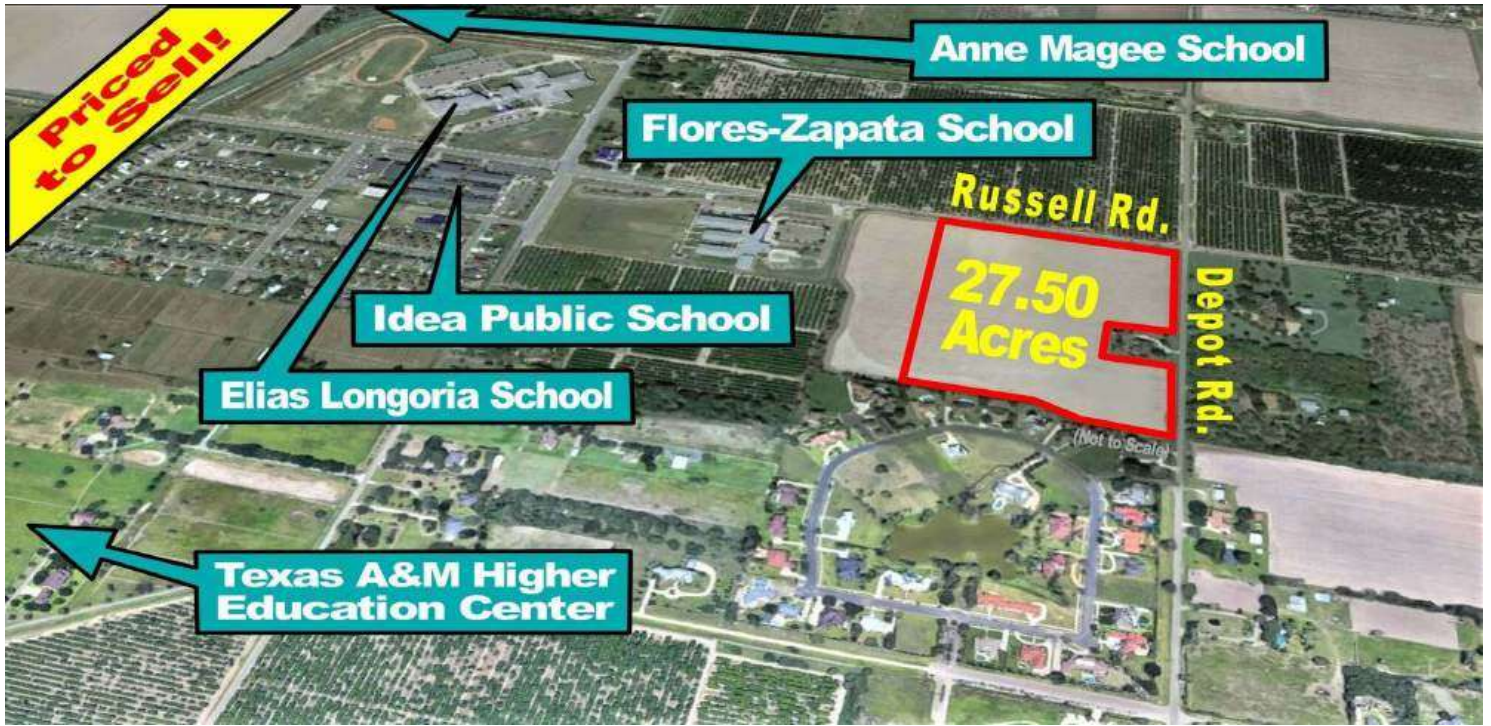 Priced
to Sell!
Anne Magee School
Flores-Zapata School
Russell Rd.
27.50
Acres
Depot Rd.
Idea Public School
Elias Longoria School
(Not to Scale)
Texas A&M Higher
Education Center